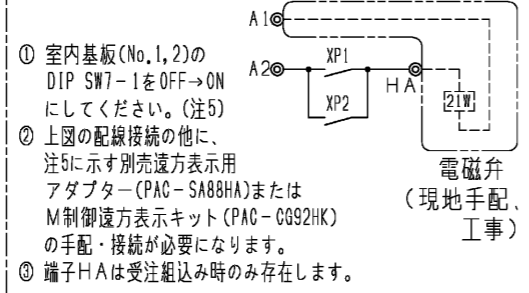 A1
A2
XP1
XP2
HA
21W
電磁弁
(現地手配、
工事)
① 室内基板(No.1,2)の
DIP SW7-1をOFF→ON
にしてください。(注5)
② 上図の配線接続の他に、
注5に示す別売遠方表示用
アダプター(PAC-SA88HA)または
M制御遠方表示キット(PAC-CG92HK)
の手配・接続が必要になります。
③ 端子HAは受注組込み時のみ存在します。